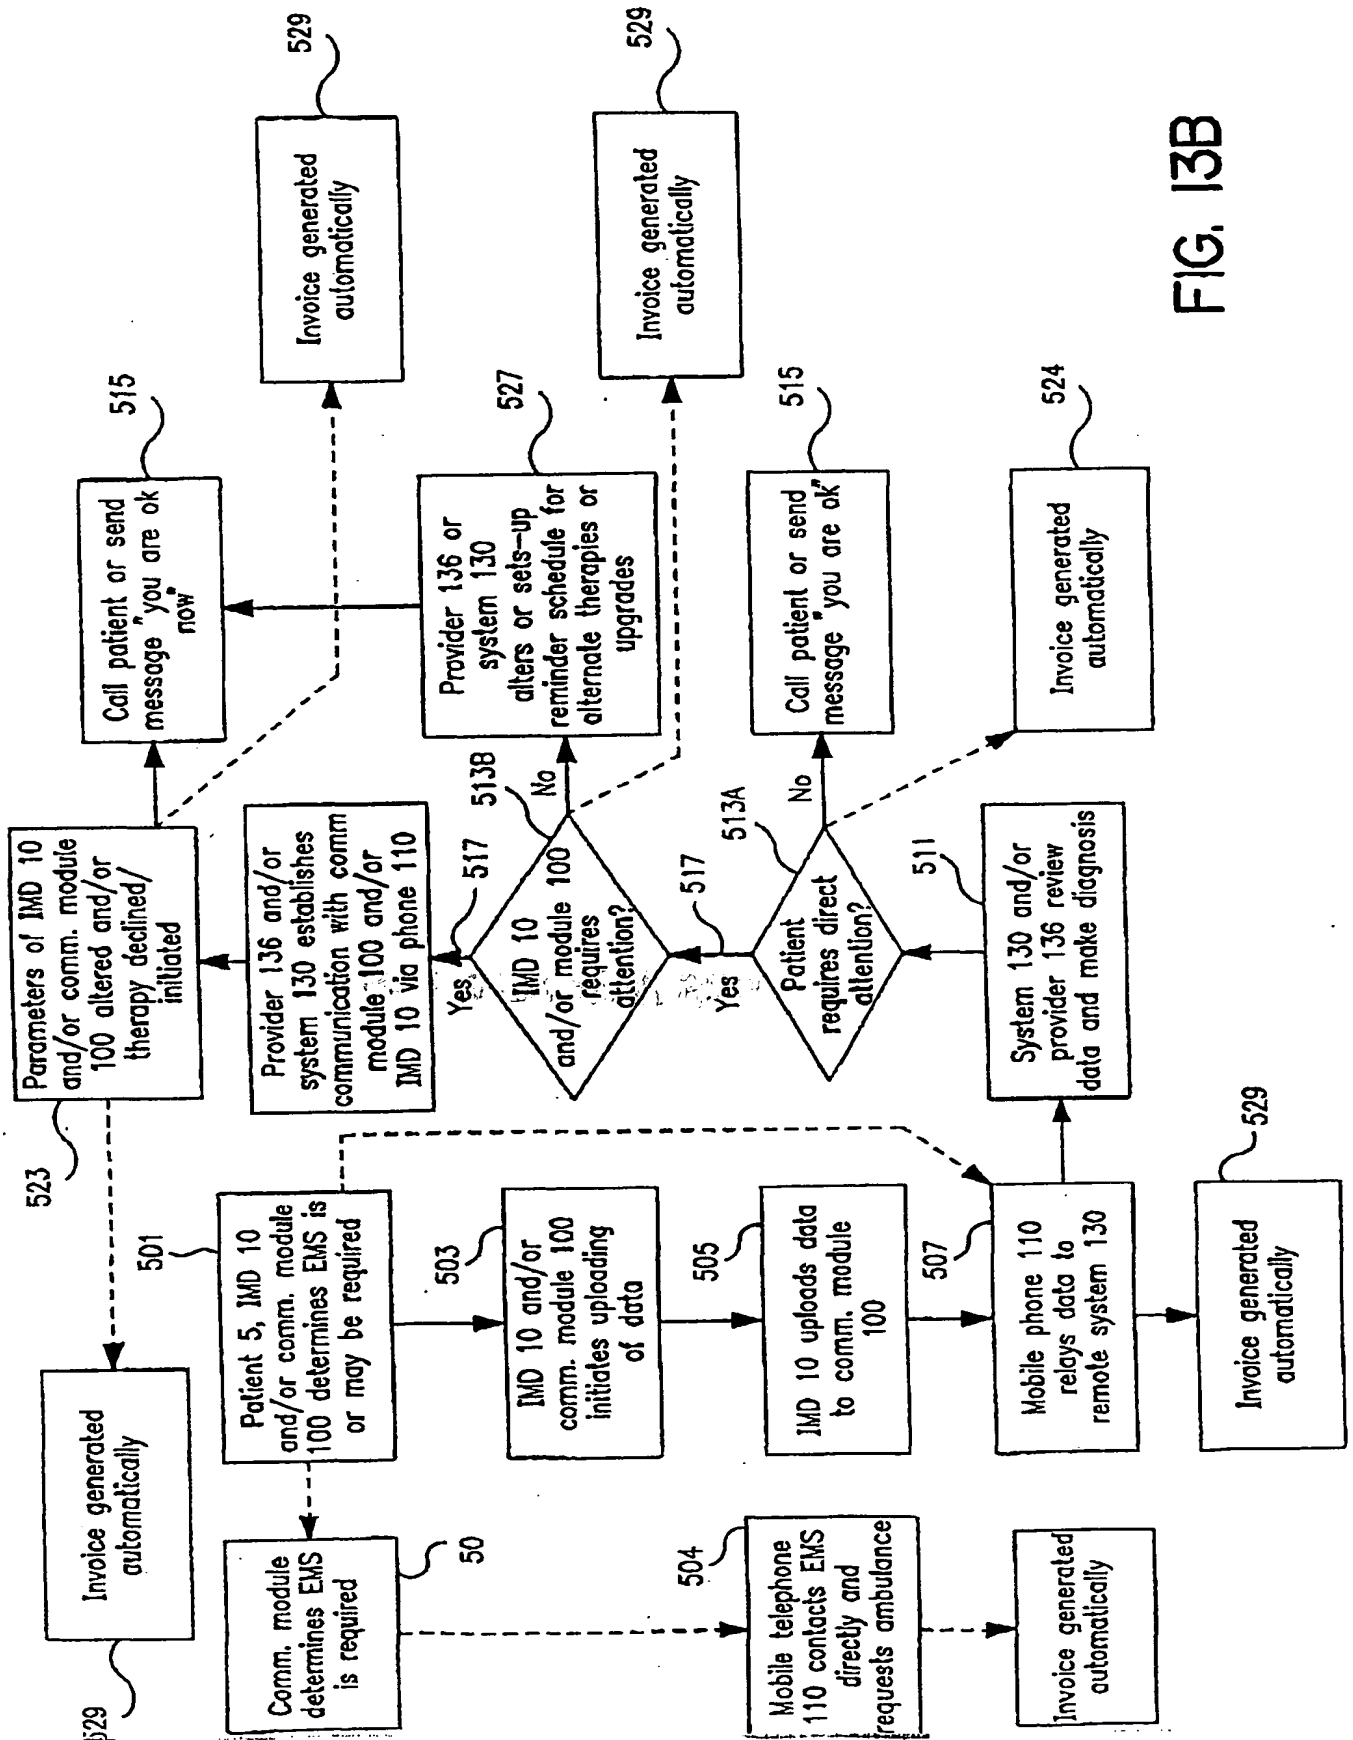 529
Invoice generated
automatically
523
Parameters of IMD 10
and/or comm. module
100 altered and/or
therapy declined/
initiated
Call patient or send
message "you are ok
now"
515
Invoice generated
automatically
529
Comm. module
determines EMS
is required
50
501
Patient 5, IMD 10
and/or comm. module
100 determines EMS is
or may be required
Provider 136 and/or
system 130 establishes
communication with comm
module 100 and/or
IMD 10 via phone 110
Yes
517
IMD 10
and/or module 100
requires
attention?
513B
No
Provider 136 or
system 130
alters or sets-up
reminder schedule for
alternate therapies or
upgrades
527
Invoice generated
automatically
529
503
IMD 10 and/or
comm. module 100
initiates uploading
of data
505
IMD 10 uploads data
to comm. module
100
Yes
517
Patient
requires direct
attention?
513A
No
Call patient or send
message "you are ok"
515
504
Mobile telephone
110 contacts EMS
directly and
requests ambulance
Invoice generated
automatically
507
Mobile phone 110
relays data to
remote system 130
System 130 and/or
provider 136 review
data and make diagnosis
511
Invoice generated
automatically
524
Invoice generated
automatically
529
FIG. 13B